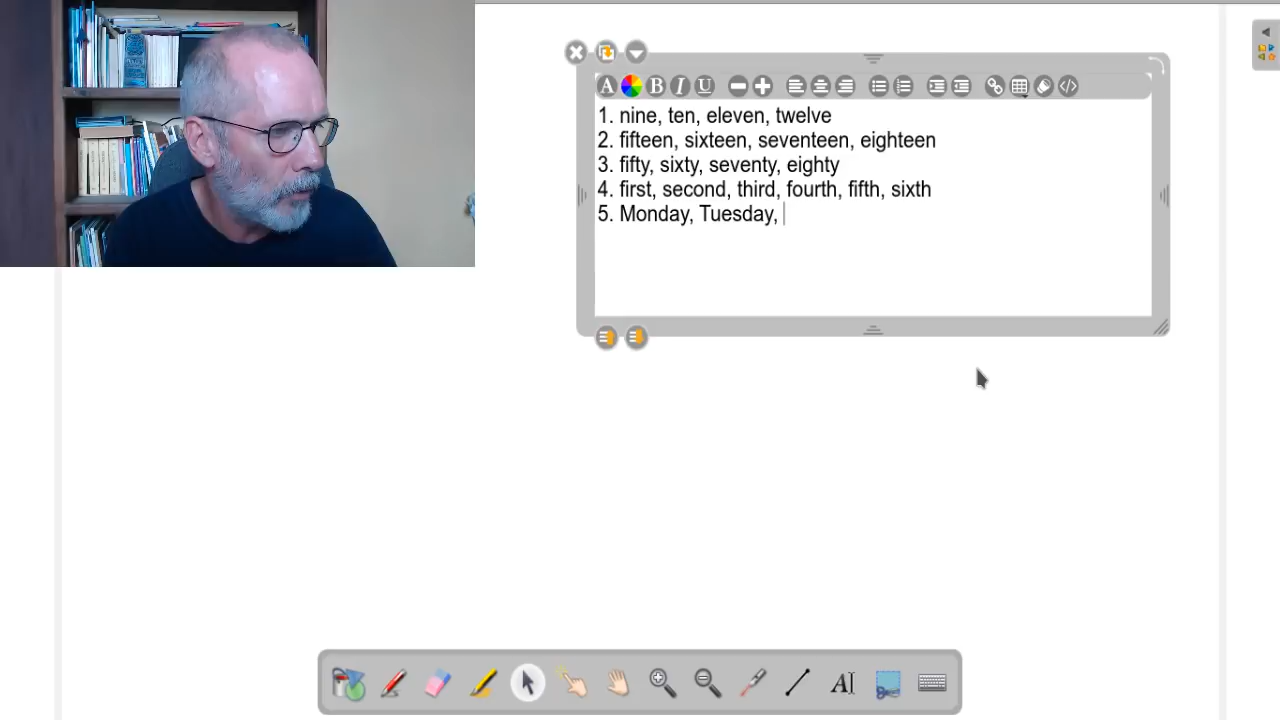 1. nine, ten, eleven, twelve
2. fifteen, sixteen, seventeen, eighteen
3. fifty, sixty, seventy, eighty
4. first, second, third, fourth, fifth, sixth
5. Monday, Tuesday,